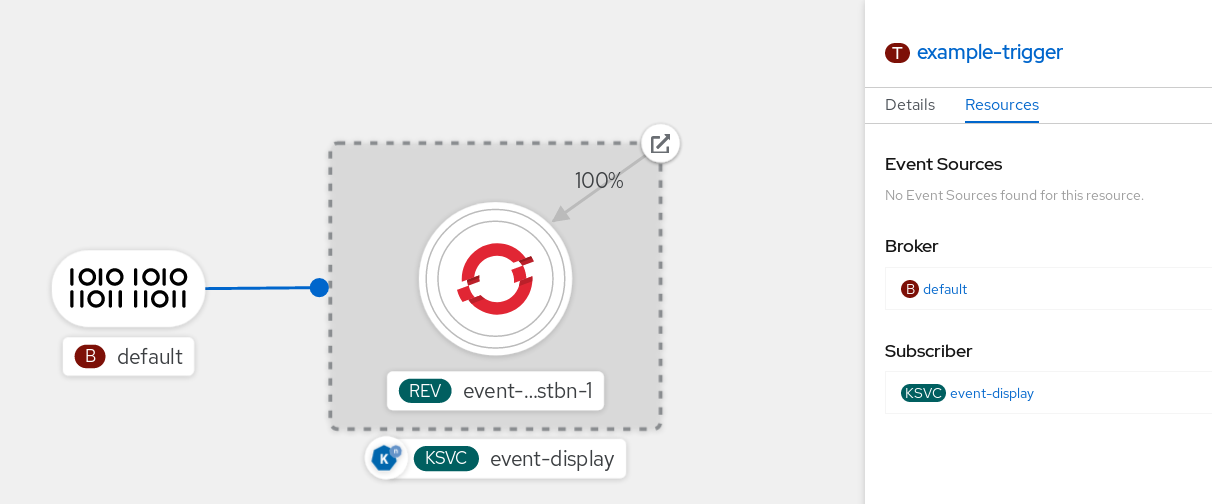 T example-trigger
Details Resources
Event Sources
No Event Sources found for this resource.
Broker
B default
Subscriber
KSVC event-display
100%
1010 1010
11011 11011
B default
REV event-...stbn-1
K n KSVC event-display